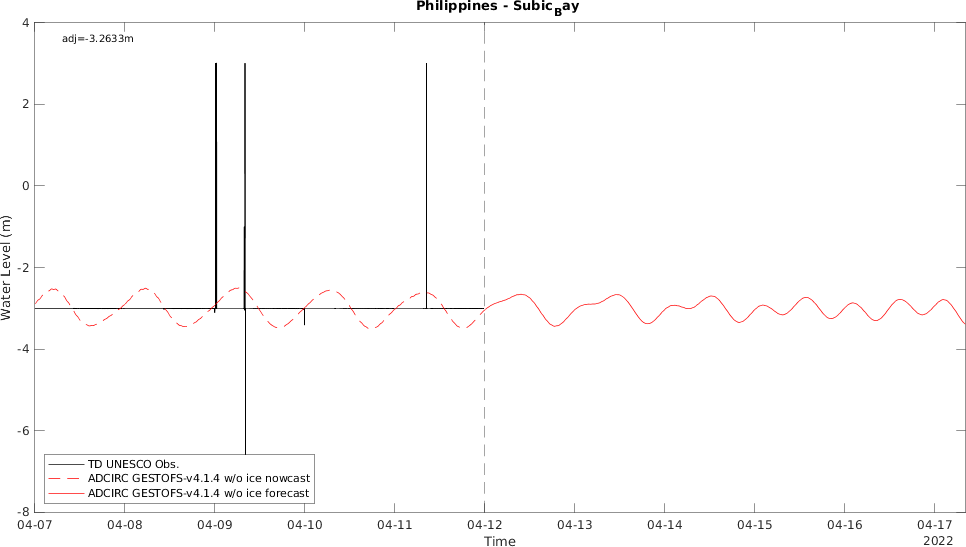 Philippines - Subic_Bay
adj=-3.2633m
4
2
0
-2
-4
-6
-8
Water Level (m)
TD UNESCO Obs.
ADCIRC GESTOFS-v4.1.4 w/o ice nowcast
ADCIRC GESTOFS-v4.1.4 w/o ice forecast
04-07 04-08 04-09 04-10 04-11 04-12 04-13 04-14 04-15 04-16 04-17
Time
2022